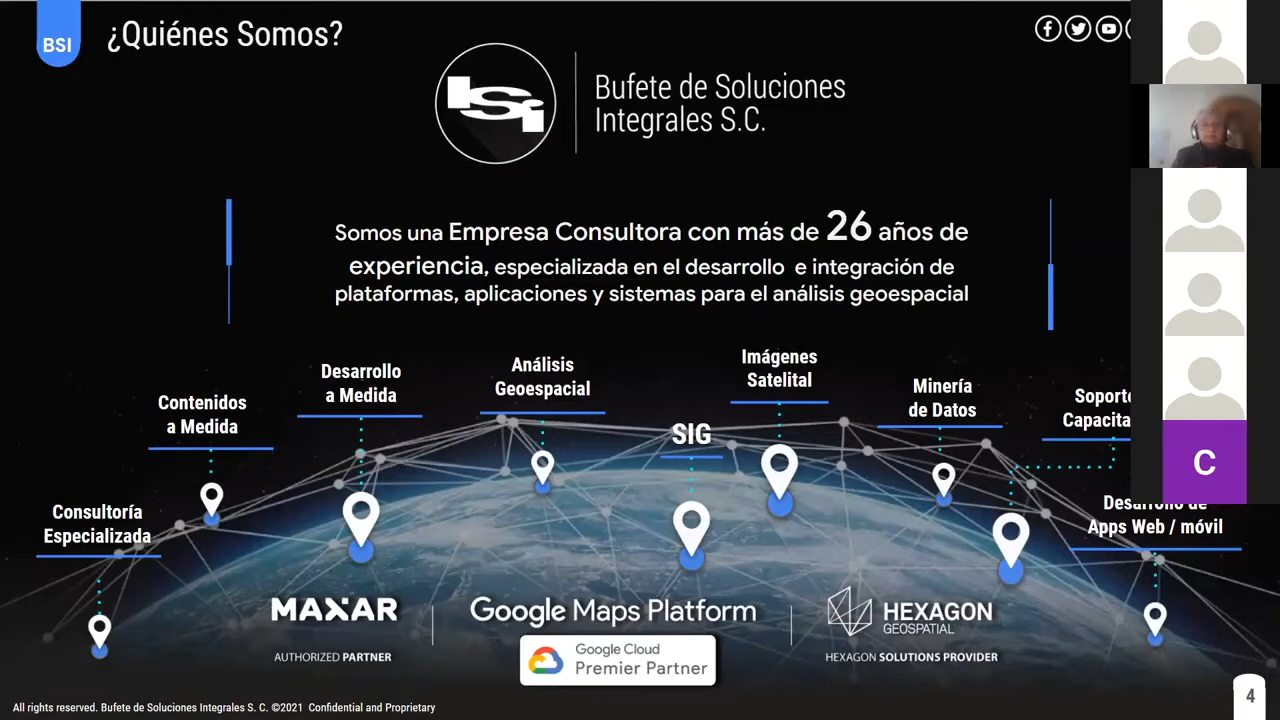 BSI
¿Quiénes Somos?
Bufete de Soluciones
Integrales S.C.
Somos una Empresa Consultora con más de 26 años de
experiencia, especializada en el desarrollo e integración de
plataformas, aplicaciones y sistemas para el análisis geoespacial
Consultoría
Especializada
Contenidos
a Medida
Desarrollo
a Medida
Análisis
Geoespacial
SIG
Imágenes
Satelital
Minería
de Datos
Soporte
C
Desarrollo de
Apps Web / móvil
MAXAR
AUTHORIZED PARTNER
Google Maps Platform
Google Cloud
Premier Partner
HEXAGON
GEOSPATIAL
HEXAGON SOLUTIONS PROVIDER
All rights reserved. Bufete de Soluciones Integrales S. C. ©2021 Confidential and Proprietary
4